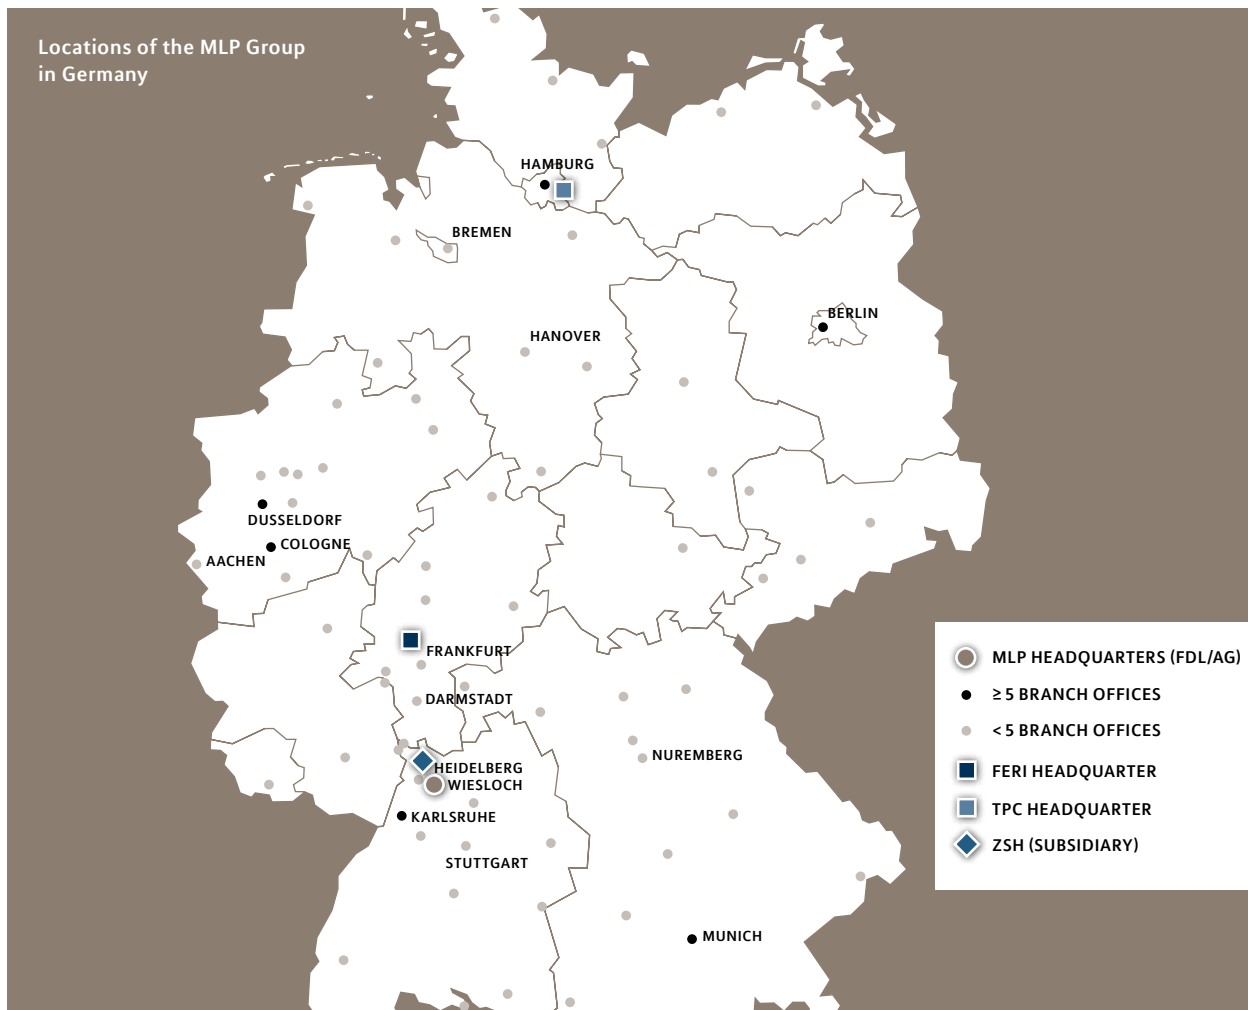 Locations of the MLP Group
in Germany
HAMBURG
BREMEN
BERLIN
HANOVER
DUSSELDORF
COLOGNE
AACHEN
FRANKFURT
DARMSTADT
NUREMBERG
HEIDELBERG
WIESLOCH
KARLSRUHE
STUTTGART
MUNICH
MLP HEADQUARTERS (FDL/AG)
≥ 5 BRANCH OFFICES
< 5 BRANCH OFFICES
FERI HEADQUARTER
TPC HEADQUARTER
ZSH (SUBSIDIARY)